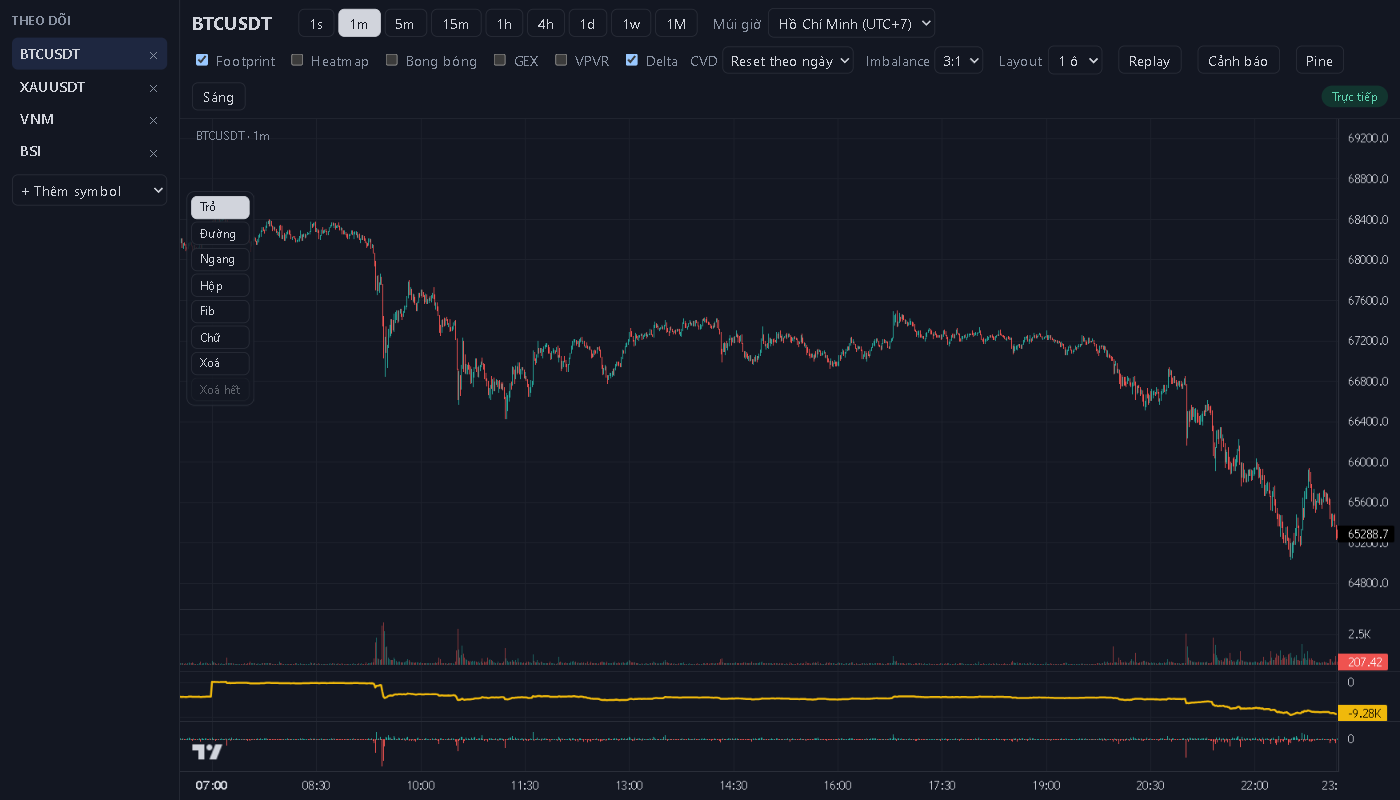 THEO DÕI
BTCUSDT ×
XAUUSDT ×
VNM ×
BSI ×
+ Thêm symbol
BTCUSDT 1s 1m 5m 15m 1h 4h 1d 1w 1M Múi giờ Hồ Chí Minh (UTC+7)
Footprint Heatmap Bong bóng GEX VPVR Delta CVD Reset theo ngày Imbalance 3:1 Layout 1 ô Replay Cảnh báo Pine
Sáng Trực tiếp
BTCUSDT · 1m
Trỏ
Đường
Ngang
Hộp
Fib
Chữ
Xoá
Xoá hết
69200.0
68800.0
68400.0
68000.0
67600.0
67200.0
66800.0
66400.0
66000.0
65600.0
65288.7
65200.0
64800.0
2.5K
207.42
0
-9.28K
0
07:00 08:30 10:00 11:30 13:00 14:30 16:00 17:30 19:00 20:30 22:00 23: